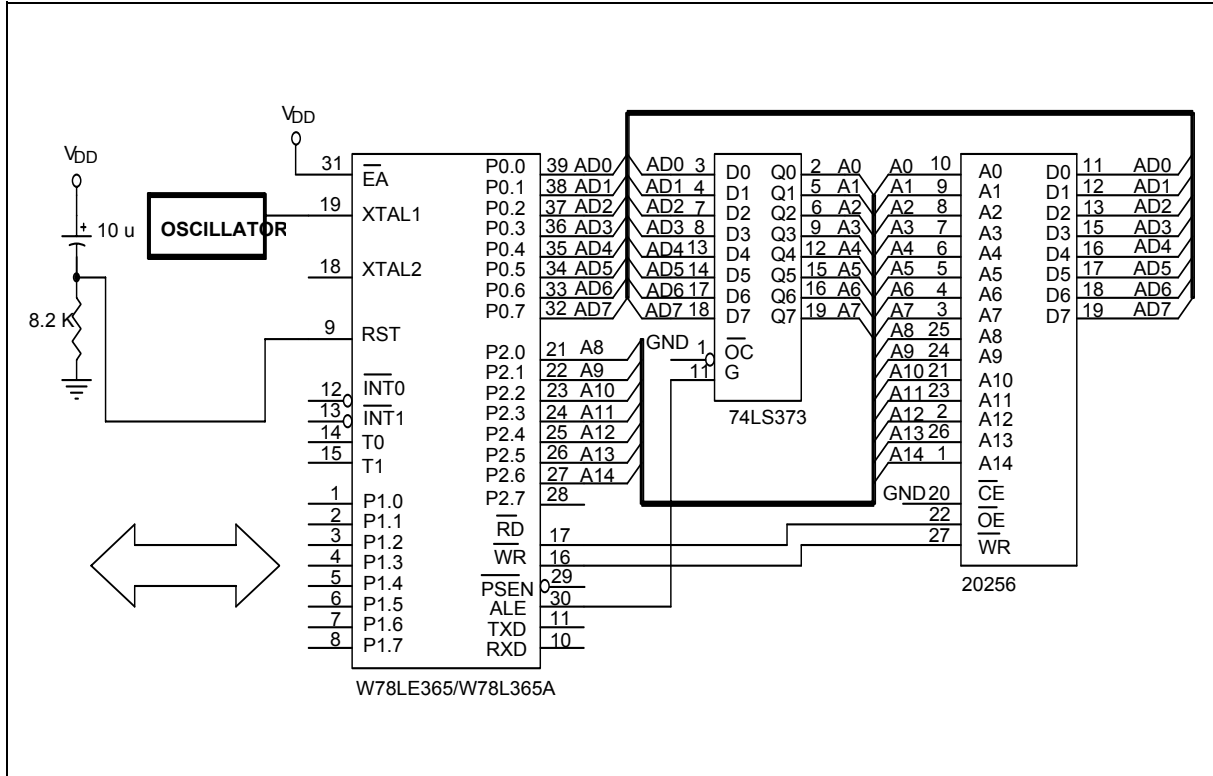 VDD
VDD
10 u
8.2 K
OSCILLATOR
31 EA
19 XTAL1
18 XTAL2
9 RST
12 INT0
13 INT1
14 T0
15 T1
1 P1.0
2 P1.1
3 P1.2
4 P1.3
5 P1.4
6 P1.5
7 P1.6
8 P1.7
P0.0 39 AD0
P0.1 38 AD1
P0.2 37 AD2
P0.3 36 AD3
P0.4 35 AD4
P0.5 34 AD5
P0.6 33 AD6
P0.7 32 AD7
P2.0 21 A8
P2.1 22 A9
P2.2 23 A10
P2.3 24 A11
P2.4 25 A12
P2.5 26 A13
P2.6 27 A14
P2.7 28
RD 17
WR 16
PSEN 29
ALE 30
TXD 11
RXD 10
W78LE365/W78L365A
AD0 3 D0 Q0 2 A0
AD1 4 D1 Q1 5 A1
AD2 7 D2 Q2 6 A2
AD3 8 D3 Q3 9 A3
AD4 13 D4 Q4 12 A4
AD5 14 D5 Q5 15 A5
AD6 17 D6 Q6 16 A6
AD7 18 D7 Q7 19 A7
GND 1 OC
11 G
74LS373
A0 10 A0 D0 11 AD0
A1 9 A1 D1 12 AD1
A2 8 A2 D2 13 AD2
A3 7 A3 D3 15 AD3
A4 6 A4 D4 16 AD4
A5 5 A5 D5 17 AD5
A6 4 A6 D6 18 AD6
A7 3 A7 D7 19 AD7
A8 25 A8
A9 24 A9
A10 21 A10
A11 23 A11
A12 2 A12
A13 26 A13
A14 1 A14
GND 20 CE
22 OE
27 WR
20256